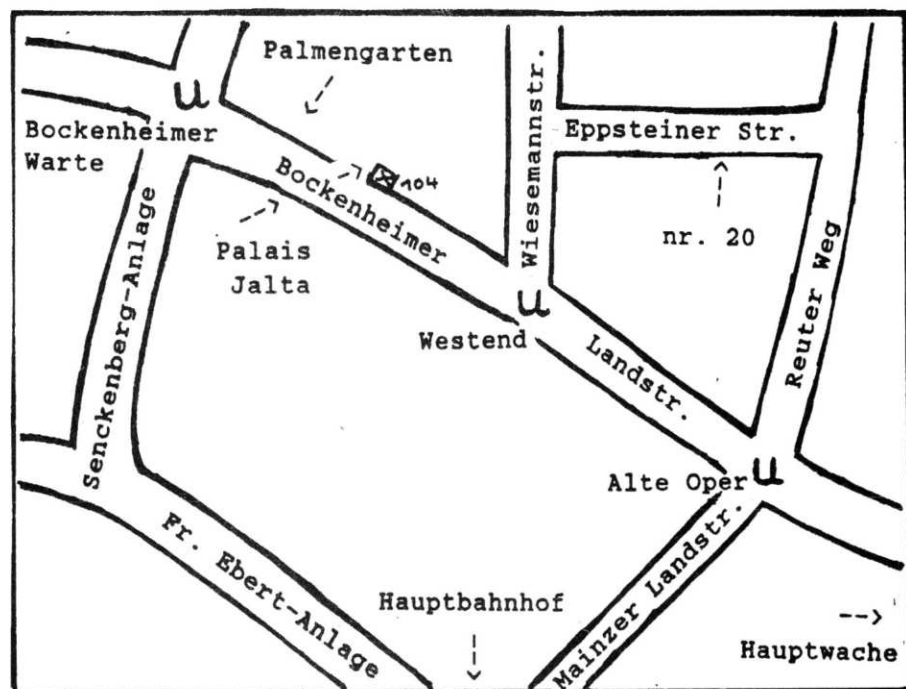 Palmengarten
U
Bockenheimer
Warte
Wiesemannstr.
Eppsteiner Str.
104
Bockenheimer
Palais
Jalta
nr. 20
Senckenberg-Anlage
Reuter Weg
U
Westend
Landstr.
Alte Oper
U
Fr. Ebert-Anlage
Mainzer Landstr.
Hauptbahnhof
Hauptwache